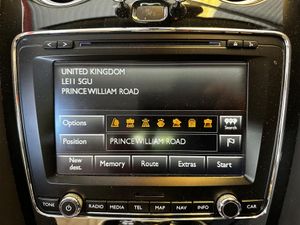 UNITED KINGDOM
LE11 5GU
PRINCE WILLIAM ROAD
Options
Search
Position
PRINCE WILLIAM ROAD
New dest.
Memory
Route
Extras
Start
TONE
RADIO
MEDIA
TEL
MAP
NAV
INFO
CAR